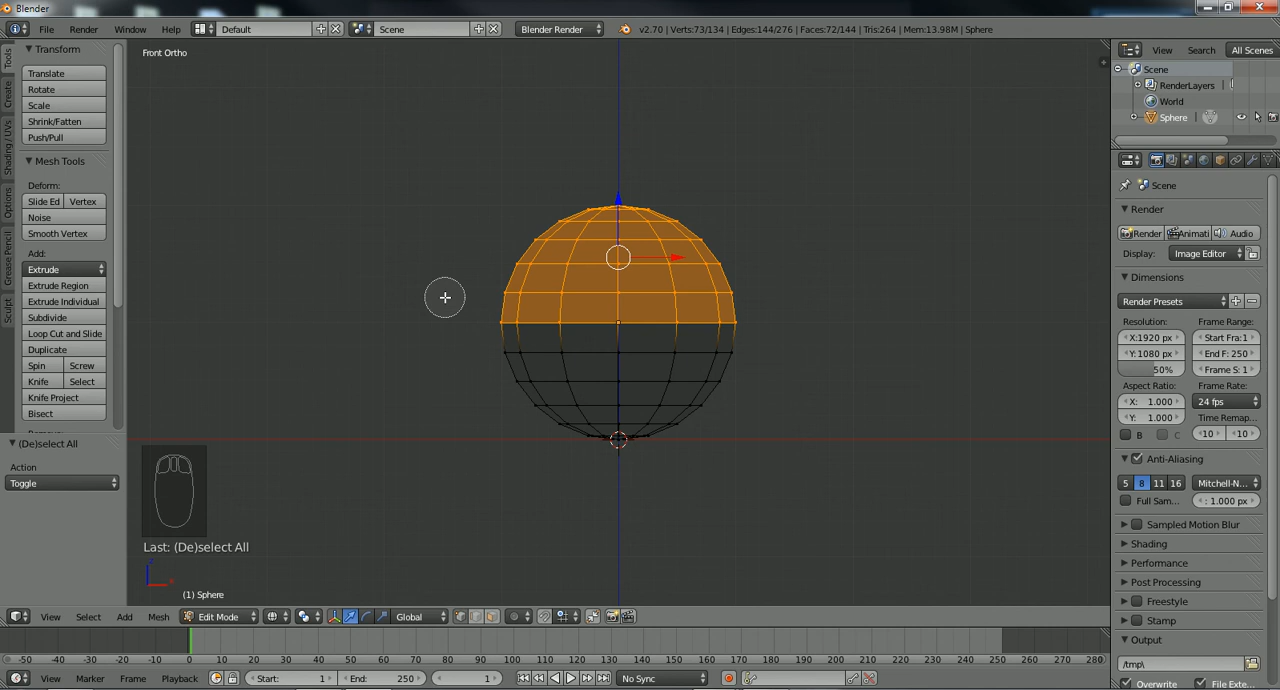 Blender
File Render Window Help Default Scene Blender Render v2.70 | Verts:73/134 | Edges:144/276 | Faces:72/144 | Tris:264 | Mem:13.98M | Sphere
Tools
Create
Shading / UVs
Options
Grease Pencil
Sculpt
Transform
Translate
Rotate
Scale
Shrink/Fatten
Push/Pull
Mesh Tools
Deform:
Slide Ed Vertex
Noise
Smooth Vertex
Add:
Extrude
Extrude Region
Extrude Individual
Subdivide
Loop Cut and Slide
Duplicate
Spin Screw
Knife Select
Knife Project
Bisect
(De)select All
Action
Toggle
Front Ortho
Last: (De)select All
z
x
(1) Sphere
View Search All Scenes
Scene
RenderLayers
World
Sphere
Scene
Render
Render Animati Audio
Display: Image Editor
Dimensions
Render Presets
Resolution: Frame Range:
X:1920 px Start Fra:1
Y:1080 px End F: 250
50% Frame S: 1
Aspect Ratio: Frame Rate:
X: 1.000 24 fps
Y: 1.000 Time Remap...
B C 10 10
Anti-Aliasing
5 8 11 16 Mitchell-N...
Full Sam... : 1.000 px
Sampled Motion Blur
Shading
Performance
Post Processing
Freestyle
Stamp
Output
/tmp\
Overwrite File Exte...
View Select Add Mesh Edit Mode Global
-50 -40 -30 -20 -10 0 10 20 30 40 50 60 70 80 90 100 110 120 130 140 150 160 170 180 190 200 210 220 230 240 250 260 270 280
View Marker Frame Playback Start: 1 End: 250 1 No Sync